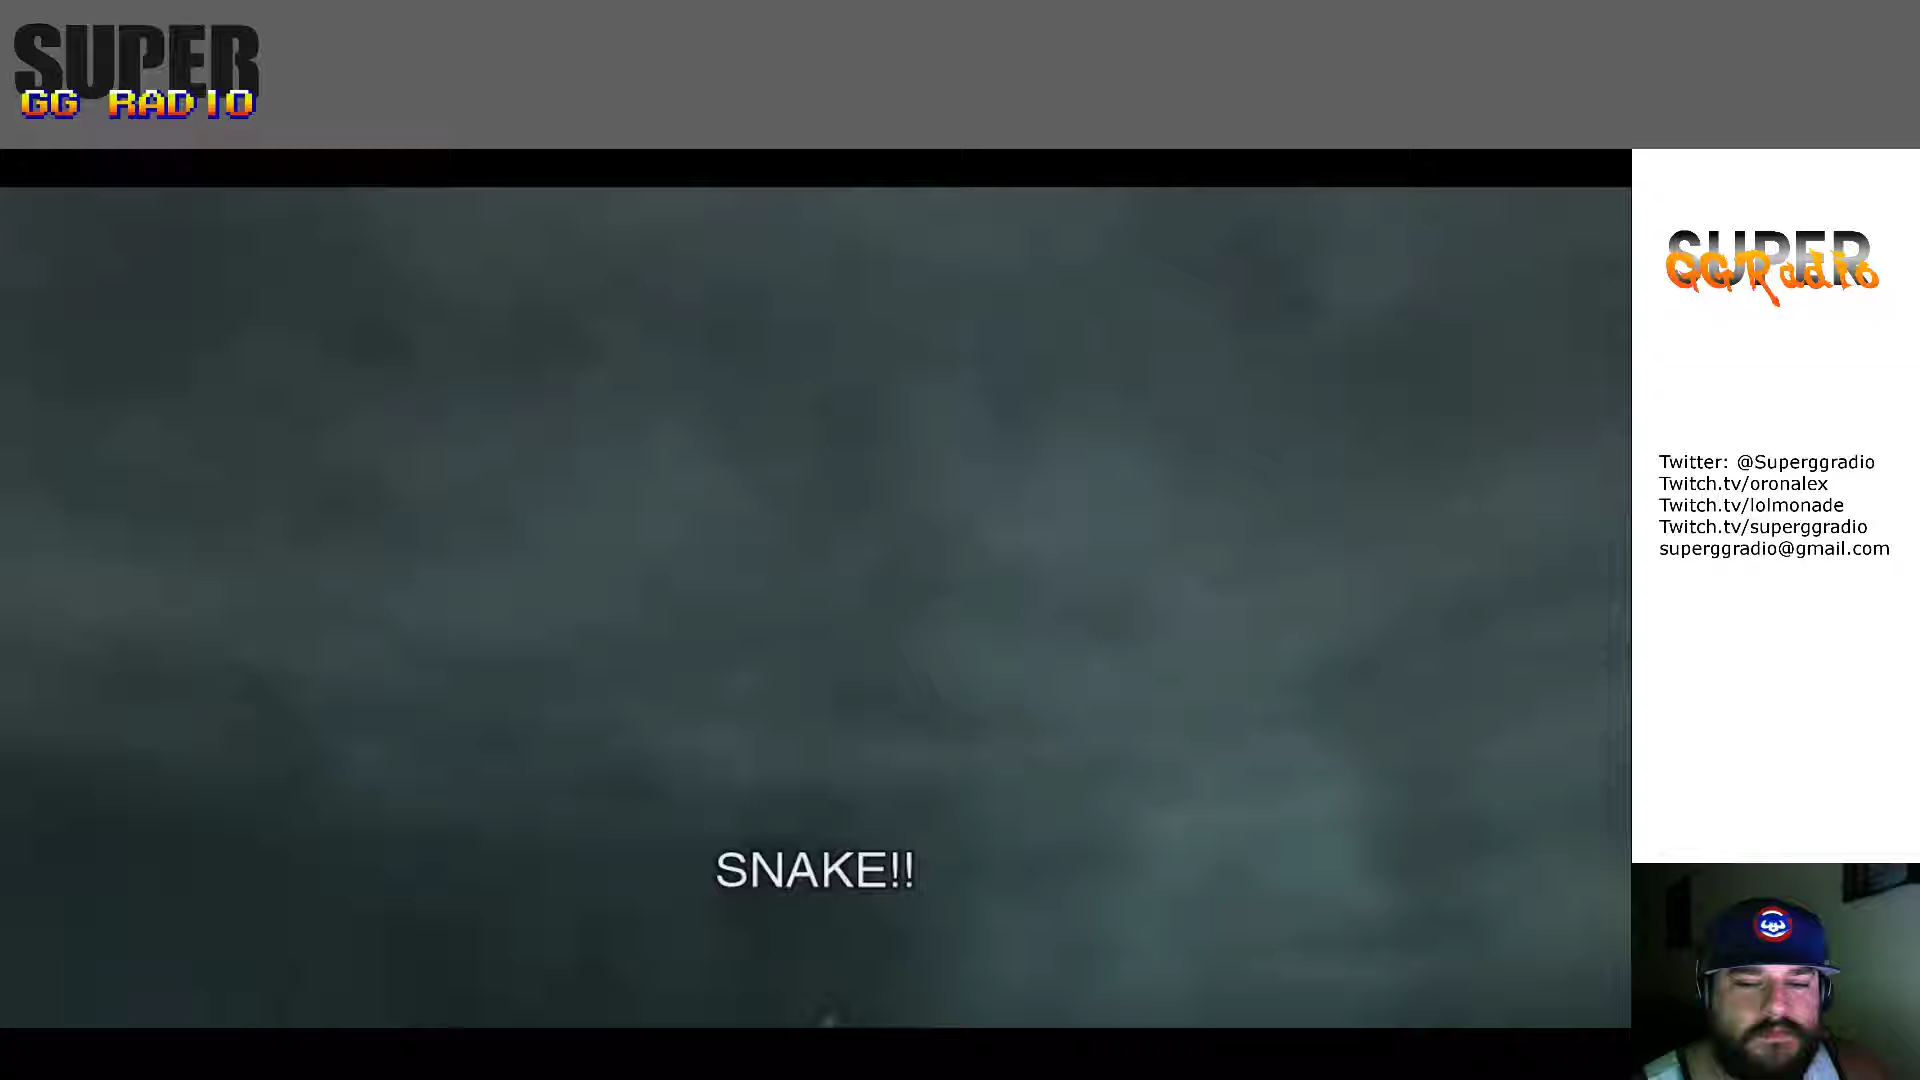 SUPER
GG RADIO
SUPER
GGRadio
Twitter: @Superggradio
Twitch.tv/oronalex
Twitch.tv/lolmonade
Twitch.tv/superggradio
superggradio@gmail.com
SNAKE!!